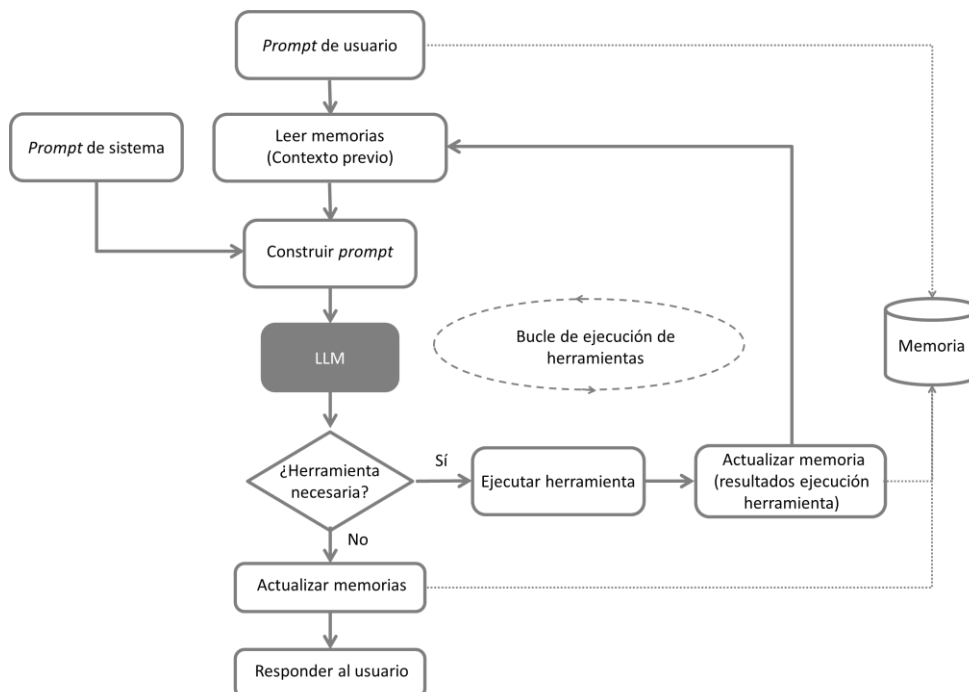 Prompt de usuario
Leer memorias
(Contexto previo)
Prompt de sistema
Construir prompt
LLM
Bucle de ejecución de
herramientas
Memoria
¿Herramienta
necesaria?
Sí
Ejecutar herramienta
Actualizar memoria
(resultados ejecución
herramienta)
No
Actualizar memorias
Responder al usuario